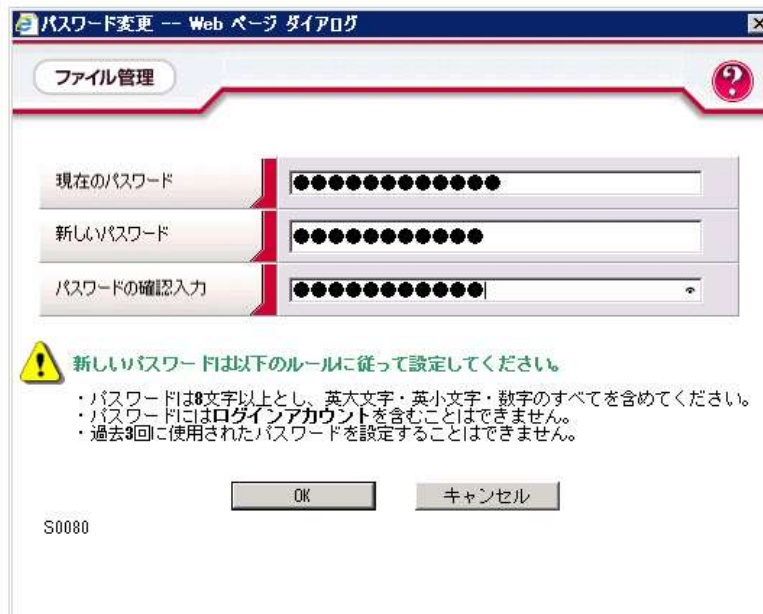 パスワード変更 -- Web ページ ダイアログ
ファイル管理
現在のパスワード ●●●●●●●●●●●●
新しいパスワード ●●●●●●●●●●●
パスワードの確認入力 ●●●●●●●●●●●
新しいパスワードは以下のルールに従って設定してください。
・パスワードは8文字以上とし、英大文字・英小文字・数字のすべてを含めてください。
・パスワードにはログインアカウントを含むことはできません。
・過去3回に使用されたパスワードを設定することはできません。
OK キャンセル
S0080